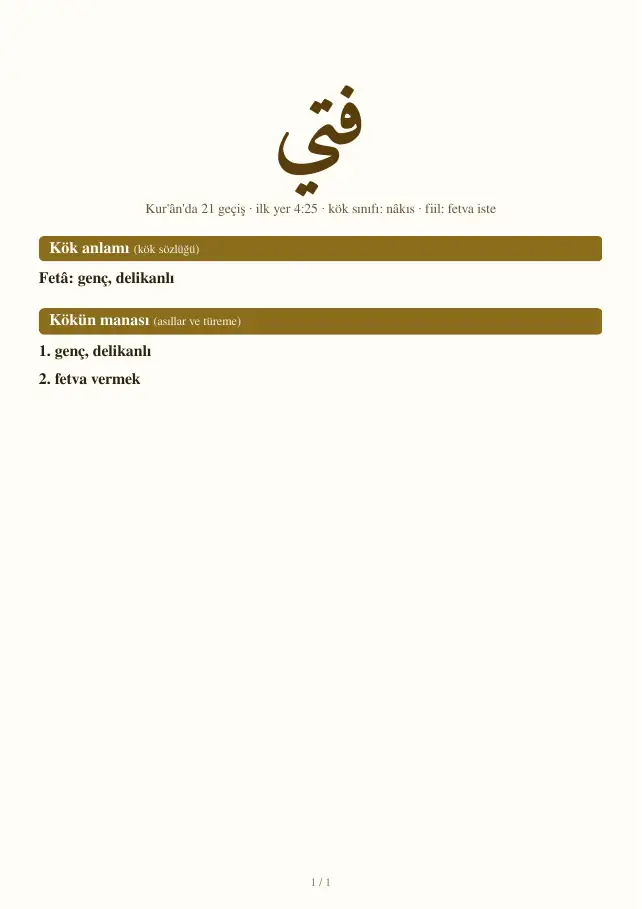 فتي
Kur'ân'da 21 geçiş · ilk yer 4:25 · kök sınıfı: nâkıs · fiil: fetva iste
Kök anlamı (kök sözlüğü)
Fetâ: genç, delikanlı
Kökün manası (asıllar ve türeme)
1. genç, delikanlı
2. fetva vermek
1 / 1